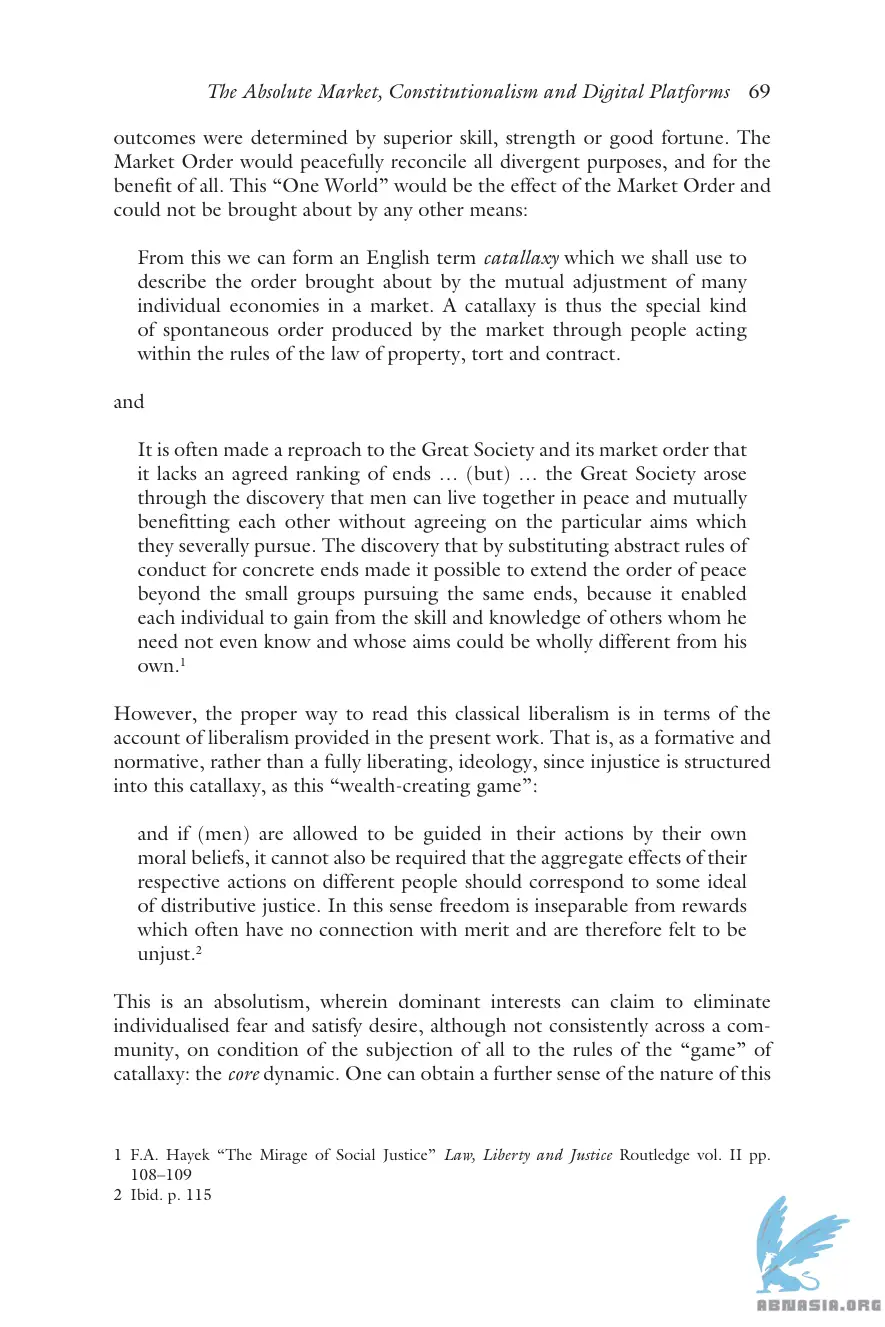 The Absolute Market, Constitutionalism and Digital Platforms 69
outcomes were determined by superior skill, strength or good fortune. The
Market Order would peacefully reconcile all divergent purposes, and for the
benefit of all. This “One World” would be the effect of the Market Order and
could not be brought about by any other means:
From this we can form an English term catallaxy which we shall use to
describe the order brought about by the mutual adjustment of many
individual economies in a market. A catallaxy is thus the special kind
of spontaneous order produced by the market through people acting
within the rules of the law of property, tort and contract.
and
It is often made a reproach to the Great Society and its market order that
it lacks an agreed ranking of ends … (but) … the Great Society arose
through the discovery that men can live together in peace and mutually
benefitting each other without agreeing on the particular aims which
they severally pursue. The discovery that by substituting abstract rules of
conduct for concrete ends made it possible to extend the order of peace
beyond the small groups pursuing the same ends, because it enabled
each individual to gain from the skill and knowledge of others whom he
need not even know and whose aims could be wholly different from his
own.¹
However, the proper way to read this classical liberalism is in terms of the
account of liberalism provided in the present work. That is, as a formative and
normative, rather than a fully liberating, ideology, since injustice is structured
into this catallaxy, as this “wealth-creating game”:
and if (men) are allowed to be guided in their actions by their own
moral beliefs, it cannot also be required that the aggregate effects of their
respective actions on different people should correspond to some ideal
of distributive justice. In this sense freedom is inseparable from rewards
which often have no connection with merit and are therefore felt to be
unjust.²
This is an absolutism, wherein dominant interests can claim to eliminate
individualised fear and satisfy desire, although not consistently across a com-
munity, on condition of the subjection of all to the rules of the “game” of
catallaxy: the core dynamic. One can obtain a further sense of the nature of this
1 F.A. Hayek “The Mirage of Social Justice” Law, Liberty and Justice Routledge vol. II pp.
108–109
2 Ibid. p. 115
ABNASIA.ORG